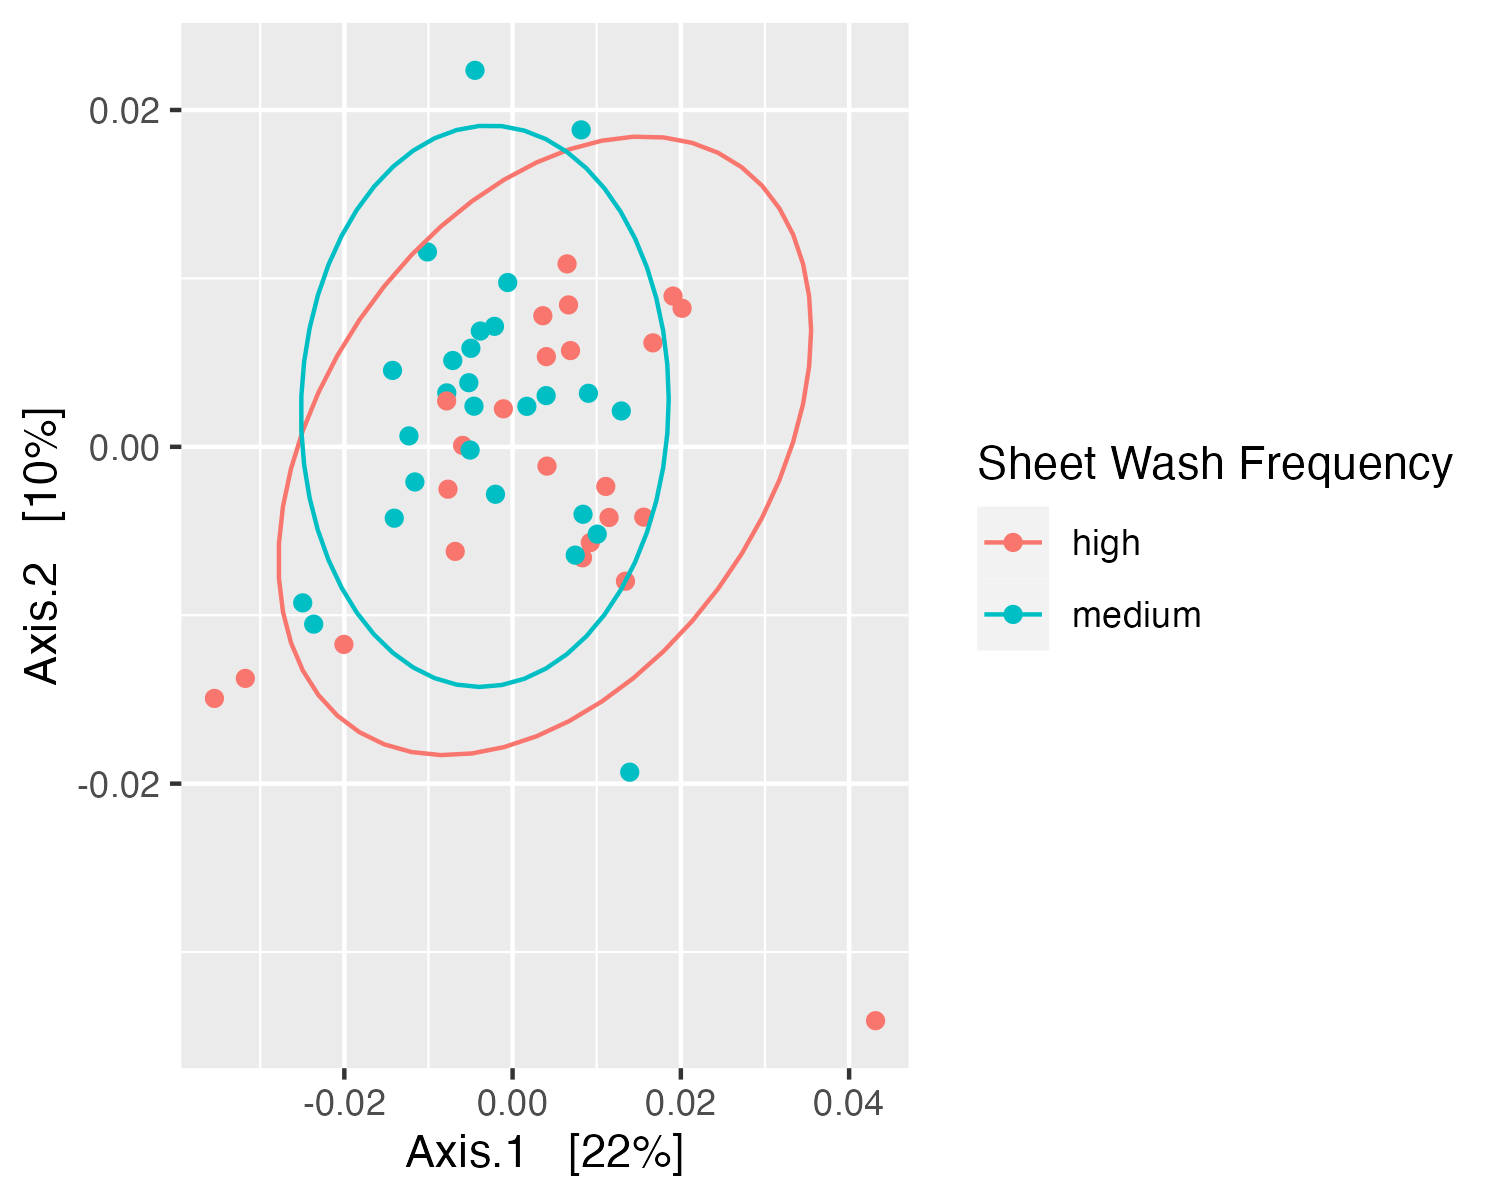 0.02
0.00
-0.02
Axis.2 [10%]
-0.02 0.00 0.02 0.04
Axis.1 [22%]
Sheet Wash Frequency
high
medium